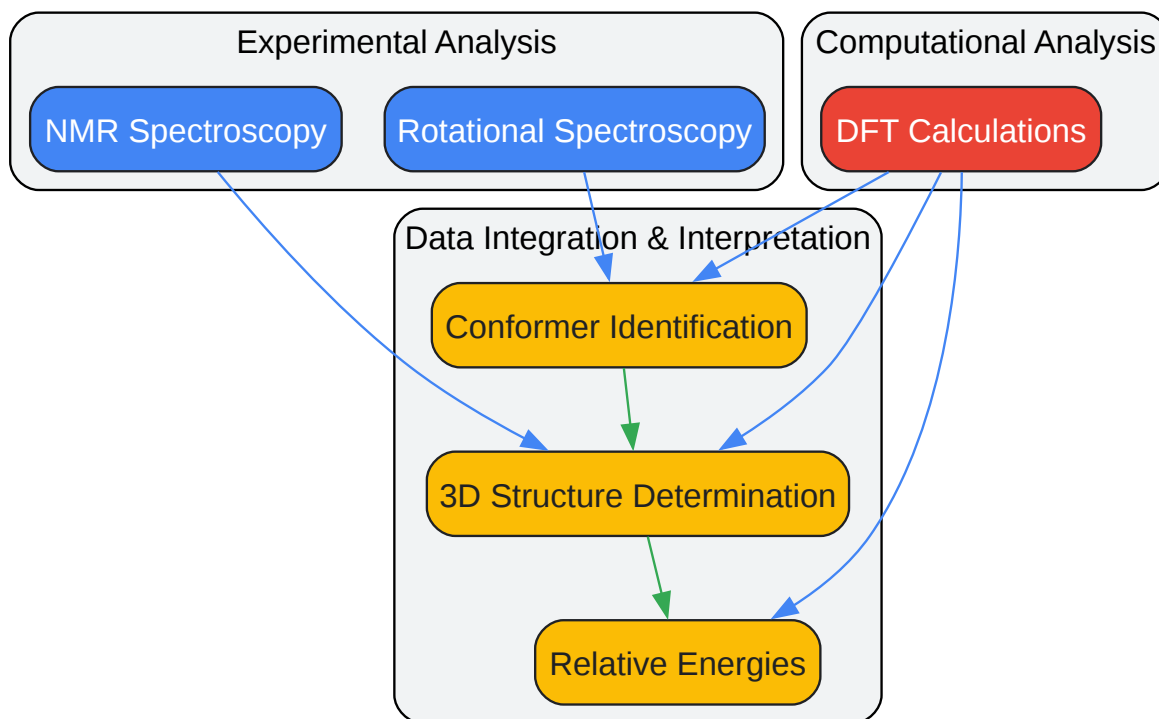 Experimental Analysis
Computational Analysis
NMR Spectroscopy
Rotational Spectroscopy
DFT Calculations
Data Integration & Interpretation
Conformer Identification
3D Structure Determination
Relative Energies